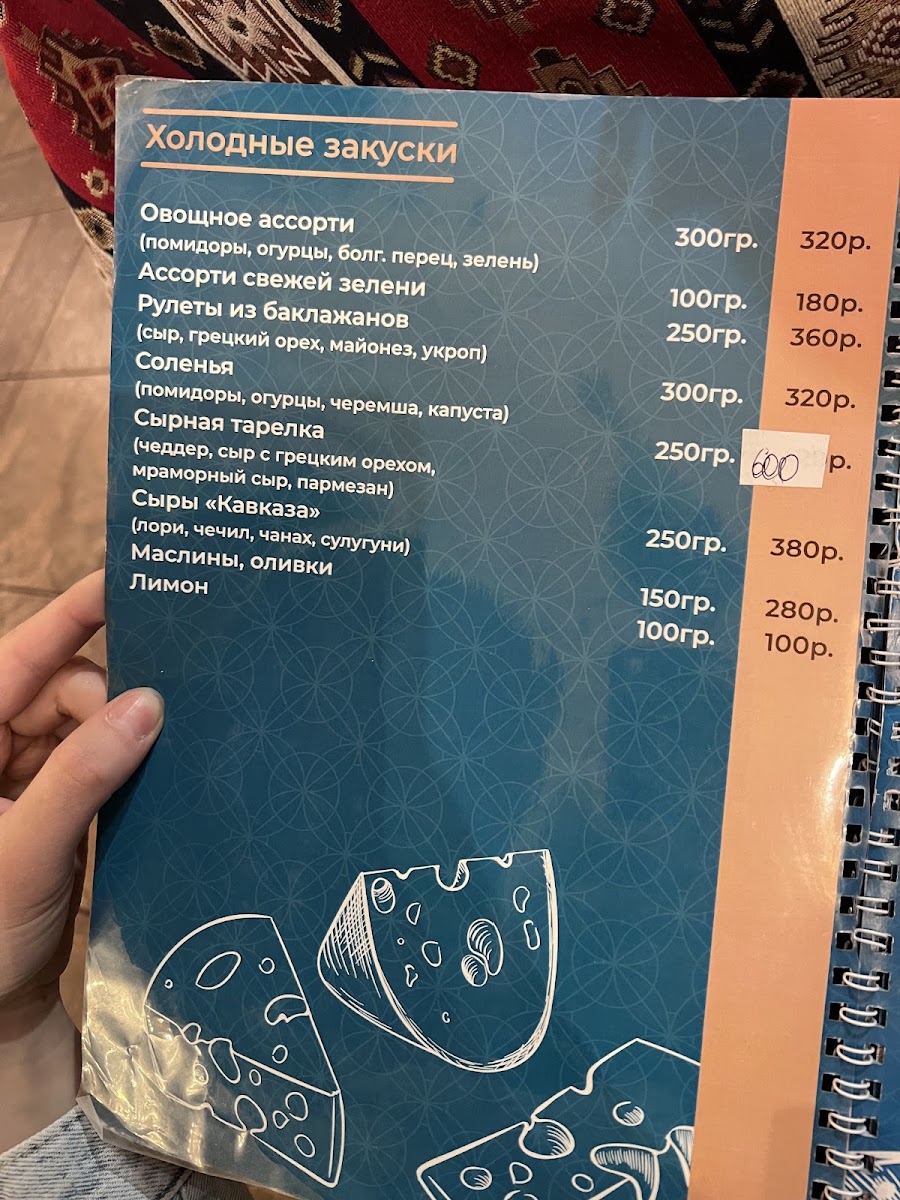 Холодные закуски
Овощное ассорти 300гр. 320р.
(помидоры, огурцы, болг. перец, зелень)
Ассорти свежей зелени 100гр. 180р.
Рулеты из баклажанов 250гр. 360р.
(сыр, грецкий орех, майонез, укроп)
Соленья 300гр. 320р.
(помидоры, огурцы, черемша, капуста)
Сырная тарелка 250гр. 600 р.
(чеддер, сыр с грецким орехом,
мраморный сыр, пармезан)
Сыры «Кавказа» 250гр. 380р.
(лори, чечил, чанах, сулугуни)
Маслины, оливки 150гр. 280р.
Лимон 100гр. 100р.